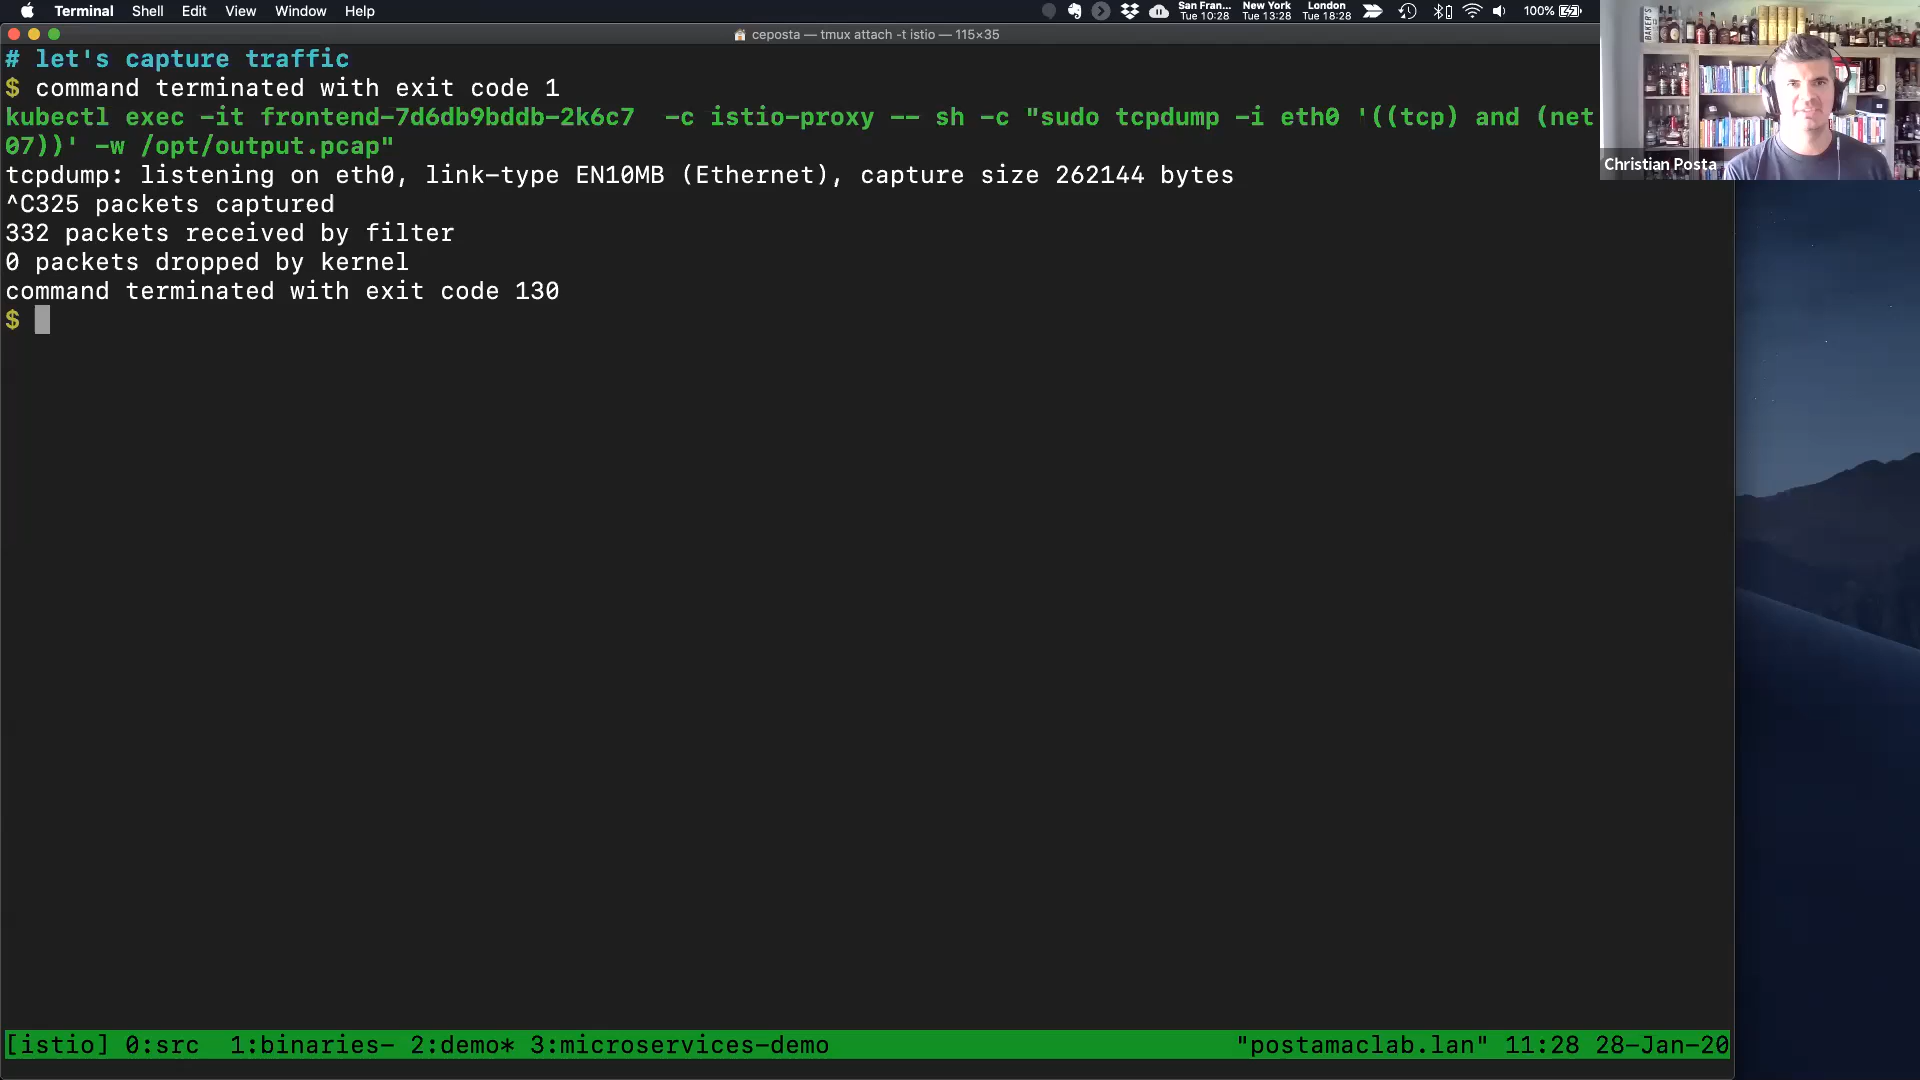 Terminal Shell Edit View Window Help San Fran... New York London 100%
Tue 10:28 Tue 13:28 Tue 18:28
ceposta — tmux attach -t istio — 115×35
# let's capture traffic
$ command terminated with exit code 1
kubectl exec -it frontend-7d6db9bddb-2k6c7 -c istio-proxy -- sh -c "sudo tcpdump -i eth0 '((tcp) and (net
07))' -w /opt/output.pcap"
tcpdump: listening on eth0, link-type EN10MB (Ethernet), capture size 262144 bytes
^C325 packets captured
332 packets received by filter
0 packets dropped by kernel
command terminated with exit code 130
$
BAKER'S
Christian Posta
[istio] 0:src 1:binaries- 2:demo* 3:microservices-demo "postamaclab.lan" 11:28 28-Jan-20